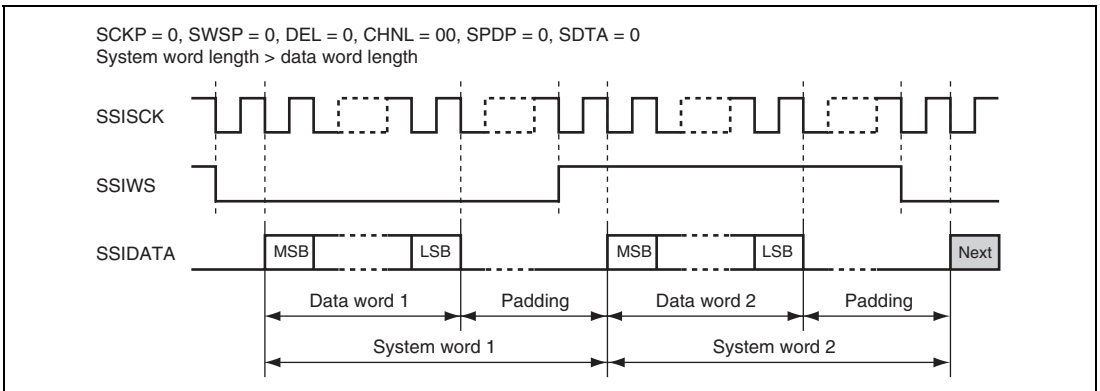 SCKP = 0, SWSP = 0, DEL = 0, CHNL = 00, SPDP = 0, SDTA = 0
System word length > data word length
SSISCK
SSIWS
SSIDATA
MSB
LSB
MSB
LSB
Next
Data word 1
Padding
Data word 2
Padding
System word 1
System word 2